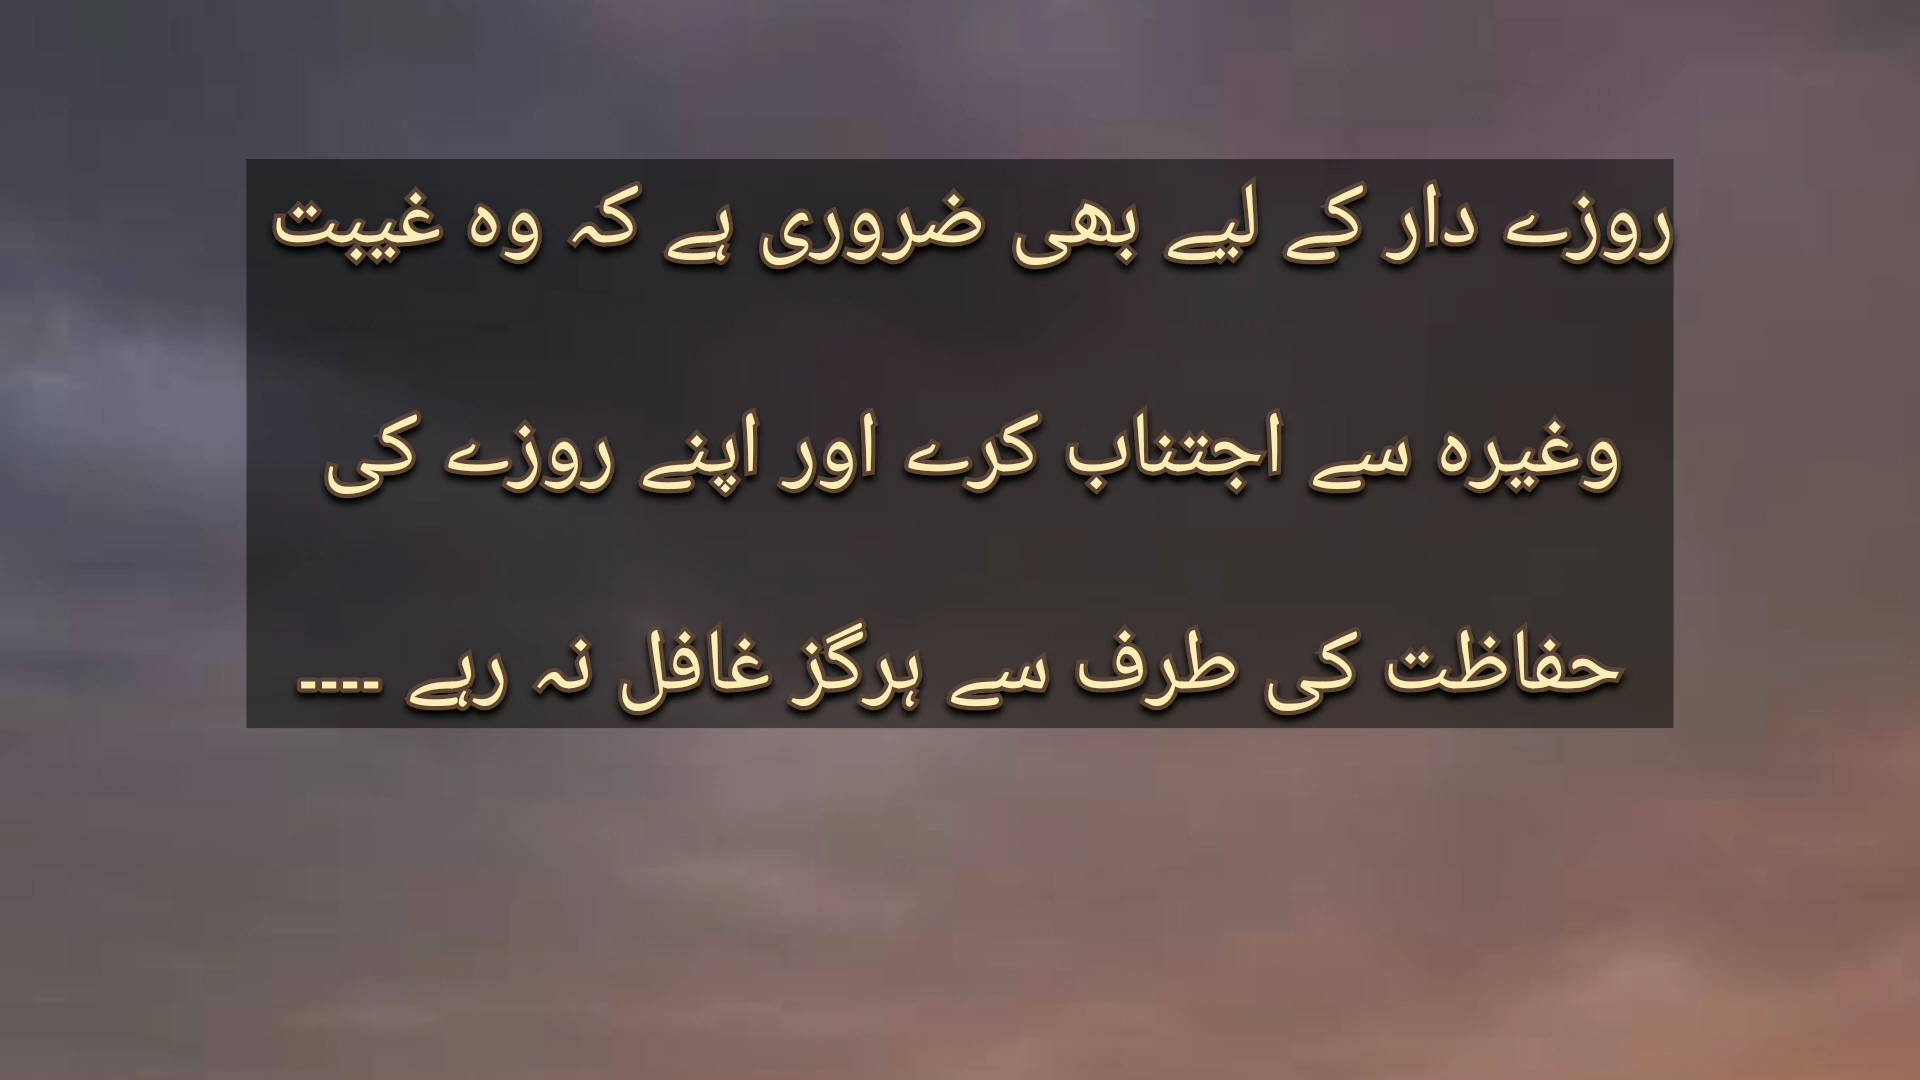 روزے دار کے لیے بھی ضروری ہے کہ وہ غیبت
وغیرہ سے اجتناب کرے اور اپنے روزے کی
حفاظت کی طرف سے ہرگز غافل نہ رہے ----